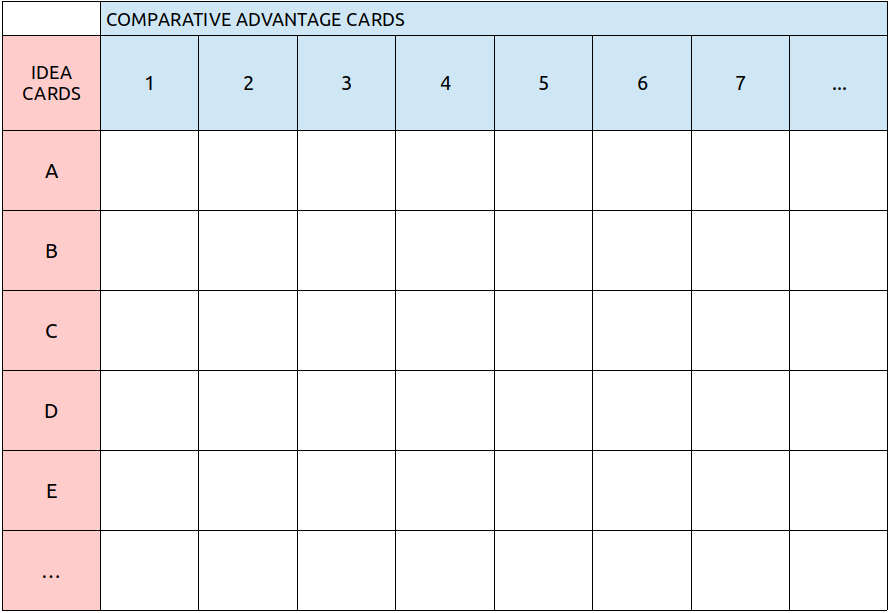 COMPARATIVE ADVANTAGE CARDS
IDEA
CARDS
1 2 3 4 5 6 7 ...
A
B
C
D
E
...